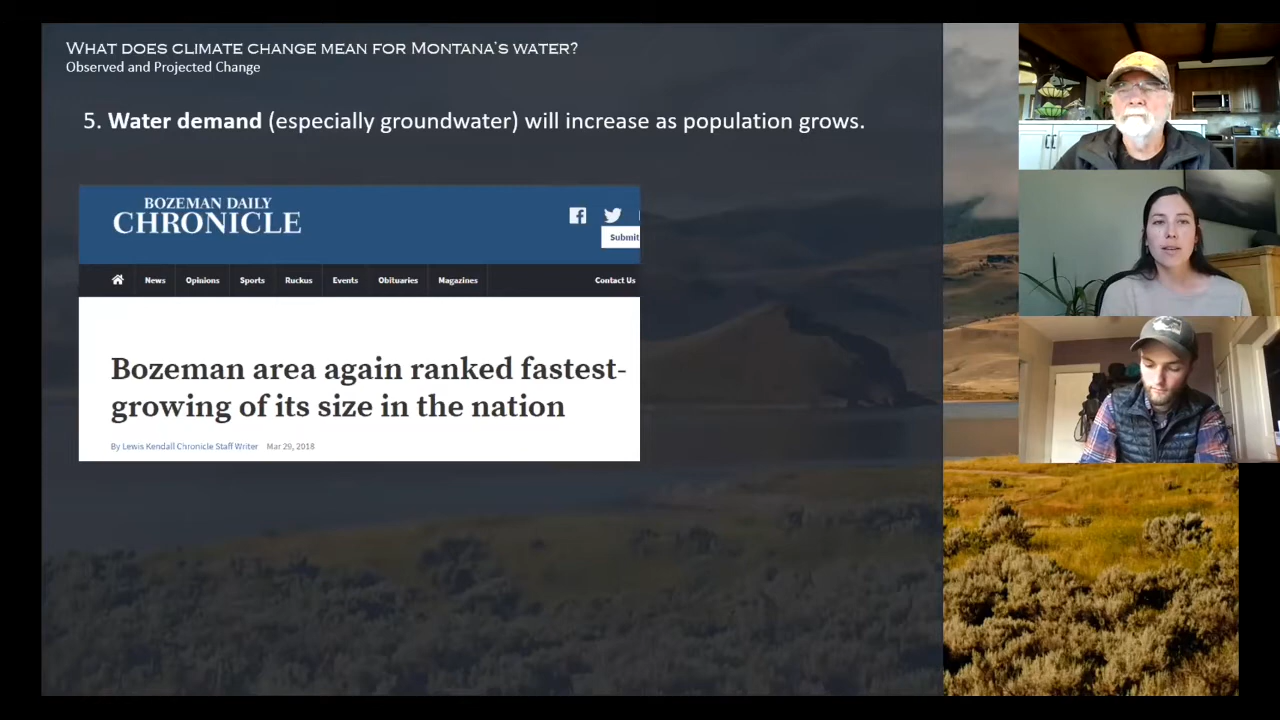 WHAT DOES CLIMATE CHANGE MEAN FOR MONTANA'S WATER?
Observed and Projected Change
5. Water demand (especially groundwater) will increase as population grows.
BOZEMAN DAILY
CHRONICLE
Submit
News Opinions Sports Ruckus Events Obituaries Magazines Contact Us
Bozeman area again ranked fastest-
growing of its size in the nation
By Lewis Kendall Chronicle Staff Writer Mar 29, 2018